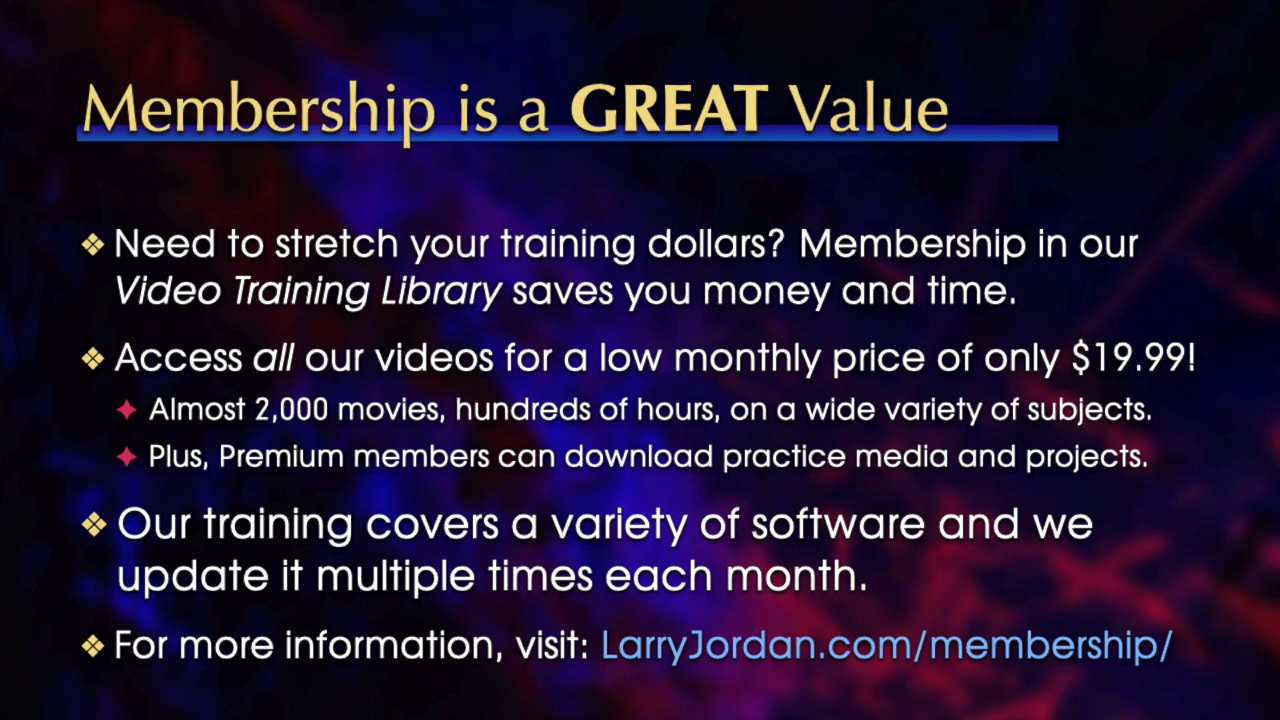 Membership is a GREAT Value
❖ Need to stretch your training dollars? Membership in our
Video Training Library saves you money and time.
❖ Access all our videos for a low monthly price of only $19.99!
✦ Almost 2,000 movies, hundreds of hours, on a wide variety of subjects.
✦ Plus, Premium members can download practice media and projects.
❖ Our training covers a variety of software and we
update it multiple times each month.
❖ For more information, visit: LarryJordan.com/membership/